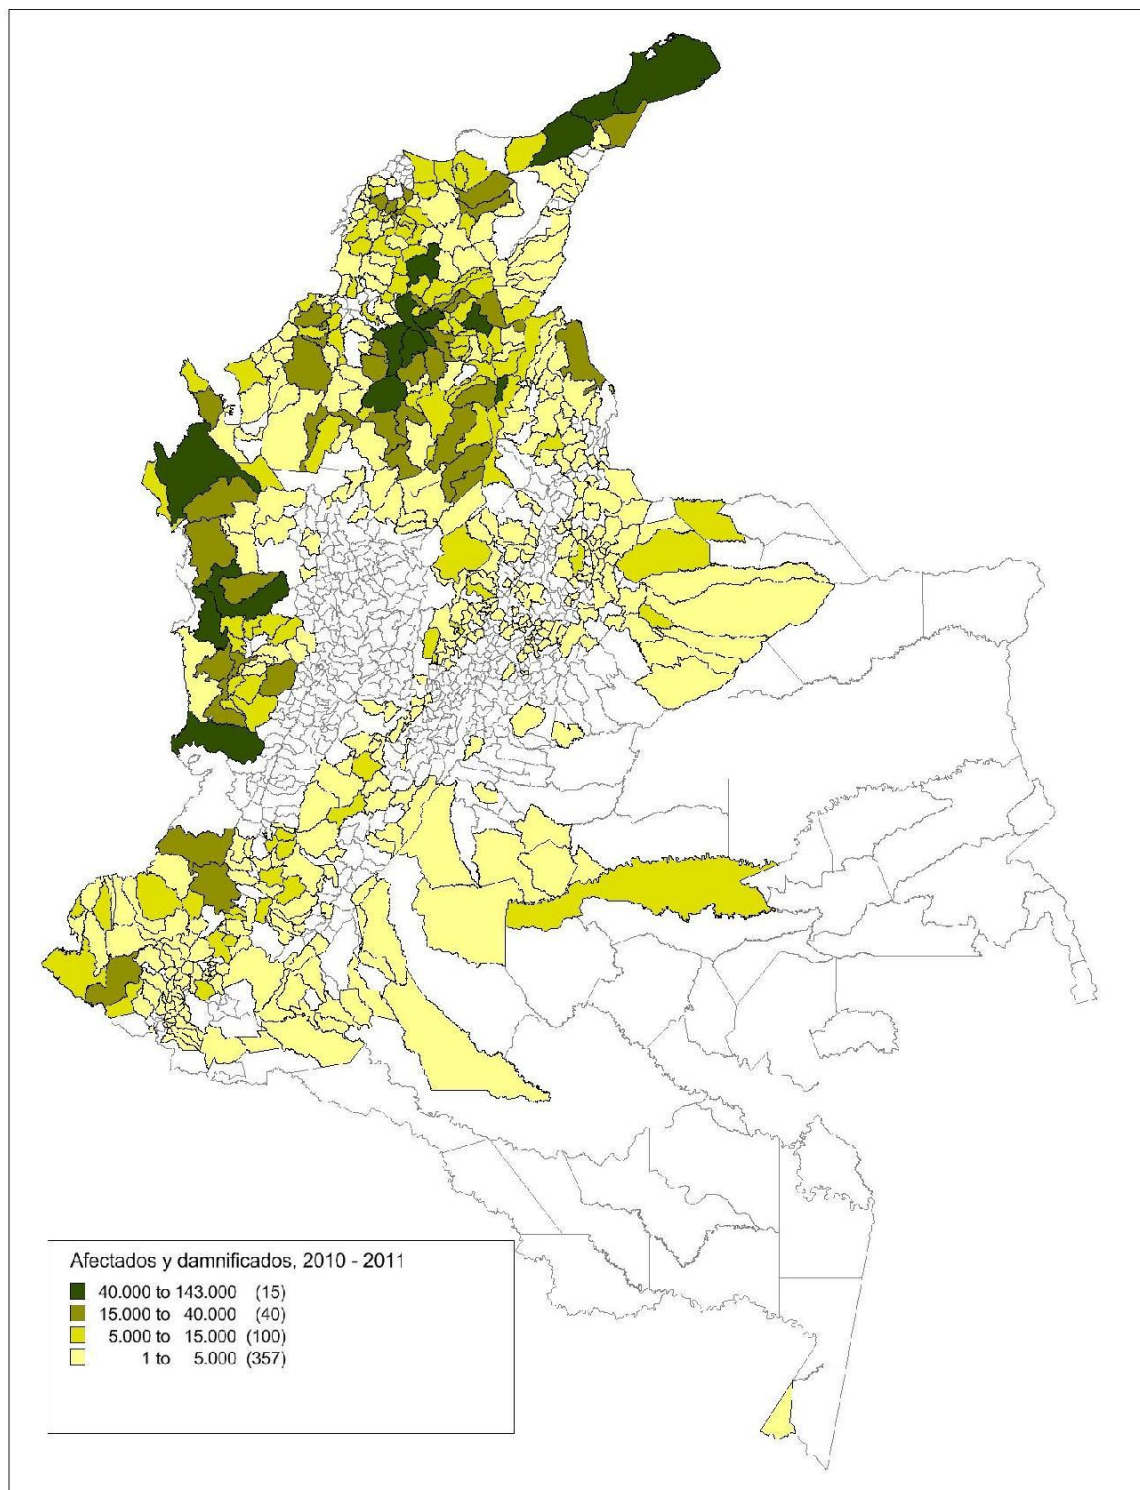 Afectados y damnificados, 2010 - 2011
40.000 to 143.000 (15)
15.000 to 40.000 (40)
5.000 to 15.000 (100)
1 to 5.000 (357)